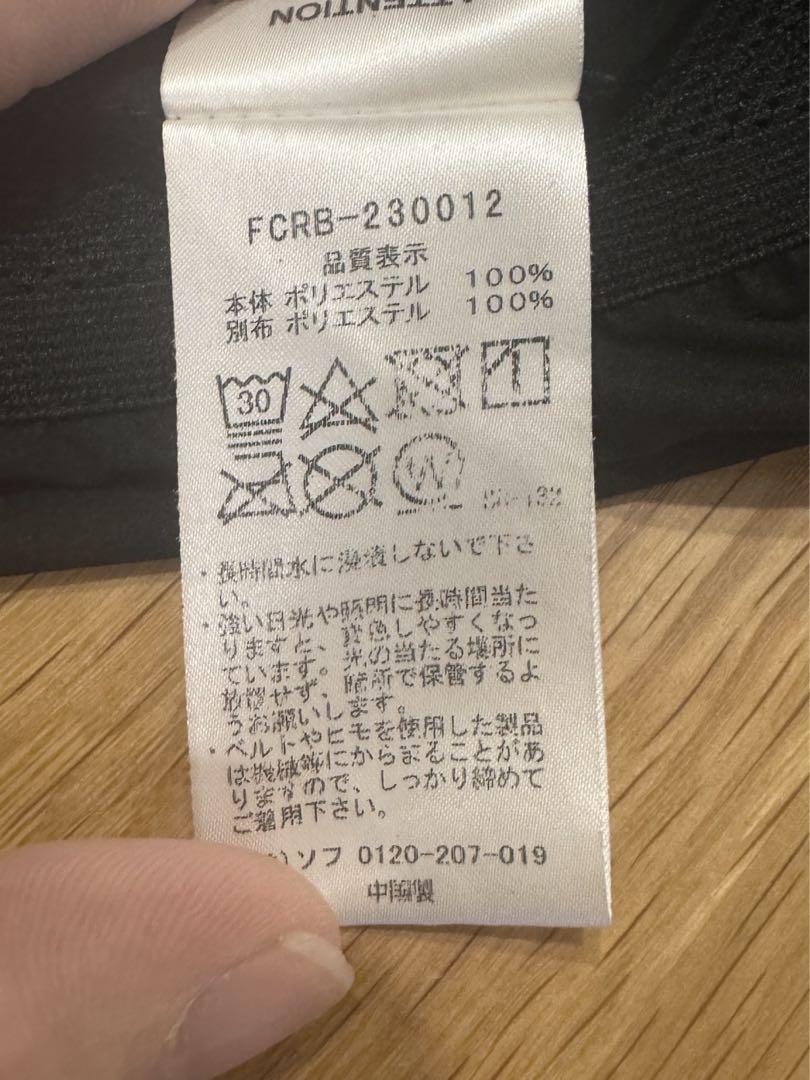 ATTENTION
FCRB-230012
品質表示
本体 ポリエステル 100%
別布 ポリエステル 100%
30
W
・長時間水に浸漬しないで下さ
い。
・強い日光や照明に長時間当た
りますと、変色しやすくなっ
ています。光の当たる場所に
放置せず、暗所で保管するよ
うお願いします。
・ベルトやヒモを使用した製品
は機械等にからまることがあ
りますので、しっかり締めて
ご着用下さい。
ソフ 0120-207-019
中国製